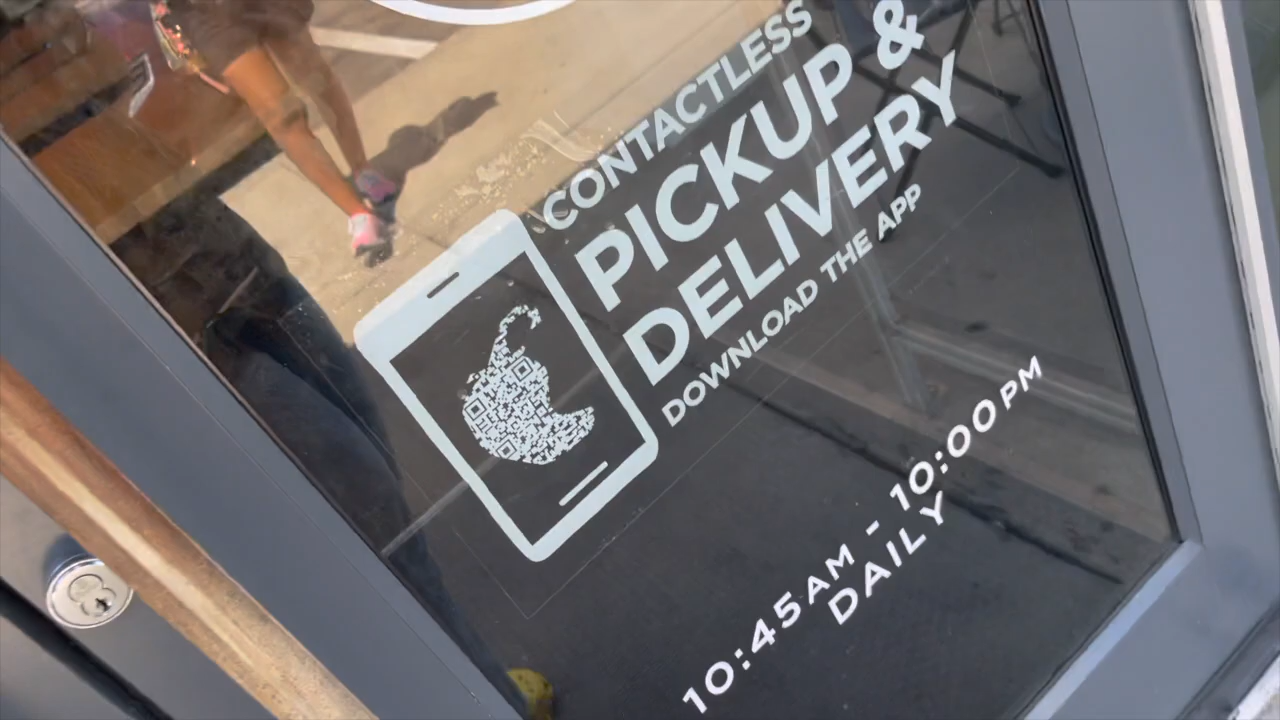 CONTACTLESS
PICKUP &
DELIVERY
DOWNLOAD THE APP
10:45AM - 10:00PM
DAILY